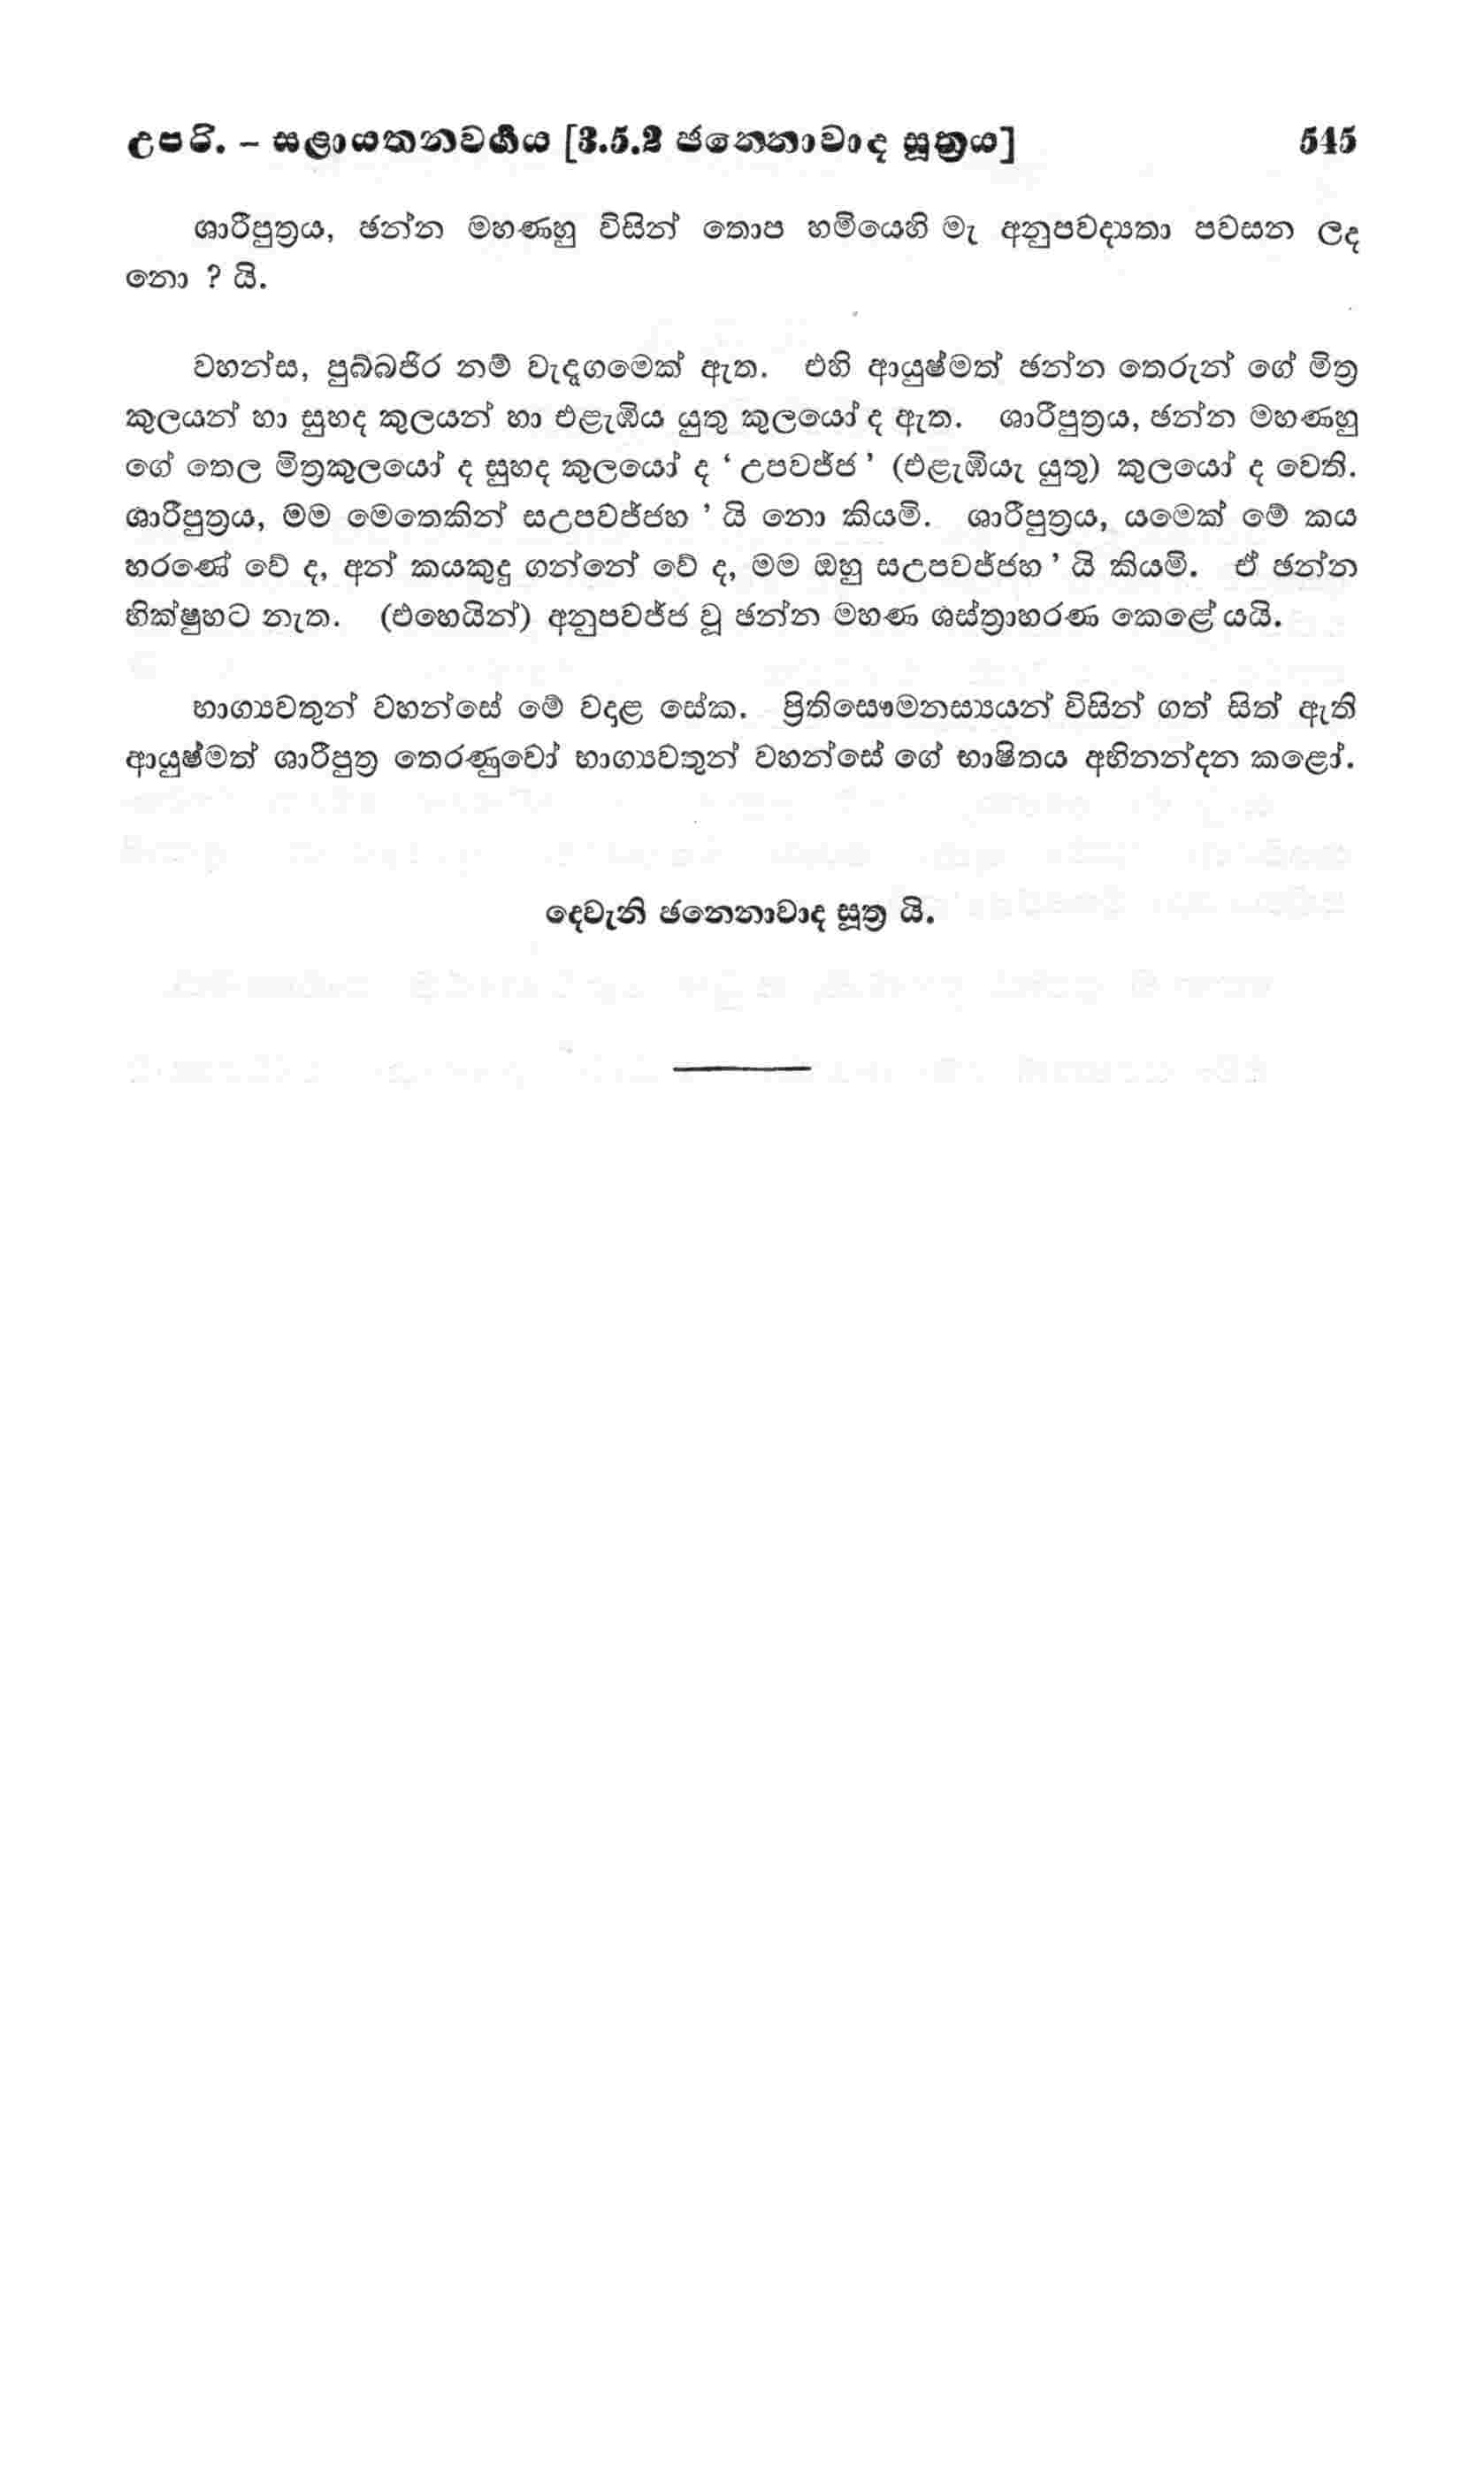 උපරි. – සළායතනවර්‍ගය [3.5.2 ඡන්නොවාද සූත්‍රය] 545
ශාරීපුත්‍රය, ඡන්න මහණහු විසින් තොප හමියෙහි මැ අනුපවද්‍යතා පවසන ලද
නො ? යි.
වහන්ස, පුබ්බජිර නම් වැදූගමෙක් ඇත. එහි ආයුෂ්මත් ඡන්න තෙරුන් ගේ මිත්‍ර
කුලයන් හා සුහද කුලයන් හා එළැඹිය යුතු කුලයෝ ද ඇත. ශාරීපුත්‍රය, ඡන්න මහණහු
ගේ තෙල මිත්‍රකුලයෝ ද සුහද කුලයෝ ද ‘ උපවජ්ජ ’ (එළැඹියැ යුතු) කුලයෝ ද වෙති.
ශාරීපුත්‍රය, මම මෙතෙකින් සඋපවජ්ජහ ’ යි නො කියමි. ශාරීපුත්‍රය, යමෙක් මේ කය
හරණේ වේ ද, අන් කයකුදු ගන්නේ වේ ද, මම ඔහු සඋපවජ්ජහ ’ යි කියමි. ඒ ඡන්න
භික්ෂුහට නැත. (එහෙයින්) අනුපවජ්ජ වූ ඡන්න මහණ ශස්ත්‍රාහරණ කෙළේ යයි.
භාග්‍යවතුන් වහන්සේ මේ වදාළ සේක. ප්‍රිතිසෞමනස්‍යයන් විසින් ගත් සිත් ඇති
ආයුෂ්මත් ශාරීපුත්‍ර තෙරණුවෝ භාග්‍යවතුන් වහන්සේ ගේ භාෂිතය අභිනන්දන කළෝ.
දෙවැනි ඡන්නොවාද සූත්‍ර යි.